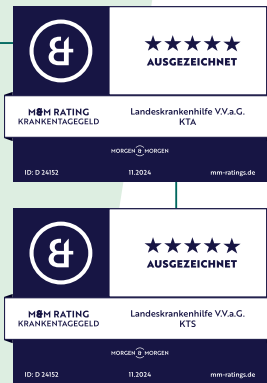 AUSGEZEICHNET
M&M RATING
KRANKENTAGEGELD
Landeskrankenhilfe V.V.a.G.
KTA
MORGEN & MORGEN
ID: D 24152
11.2024
mm-ratings.de
AUSGEZEICHNET
M&M RATING
KRANKENTAGEGELD
Landeskrankenhilfe V.V.a.G.
KTS
MORGEN & MORGEN
ID: D 24152
11.2024
mm-ratings.de